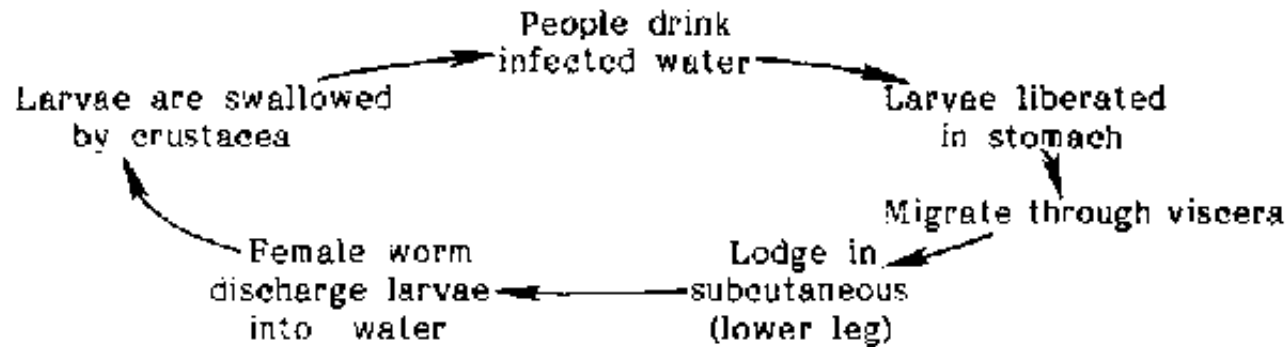 People drink
infected water
Larvae are swallowed
by crustacea
Larvae liberated
in stomach
Migrate through viscera
Lodge in
subcutaneous
(lower leg)
Female worm
discharge larvae
into water